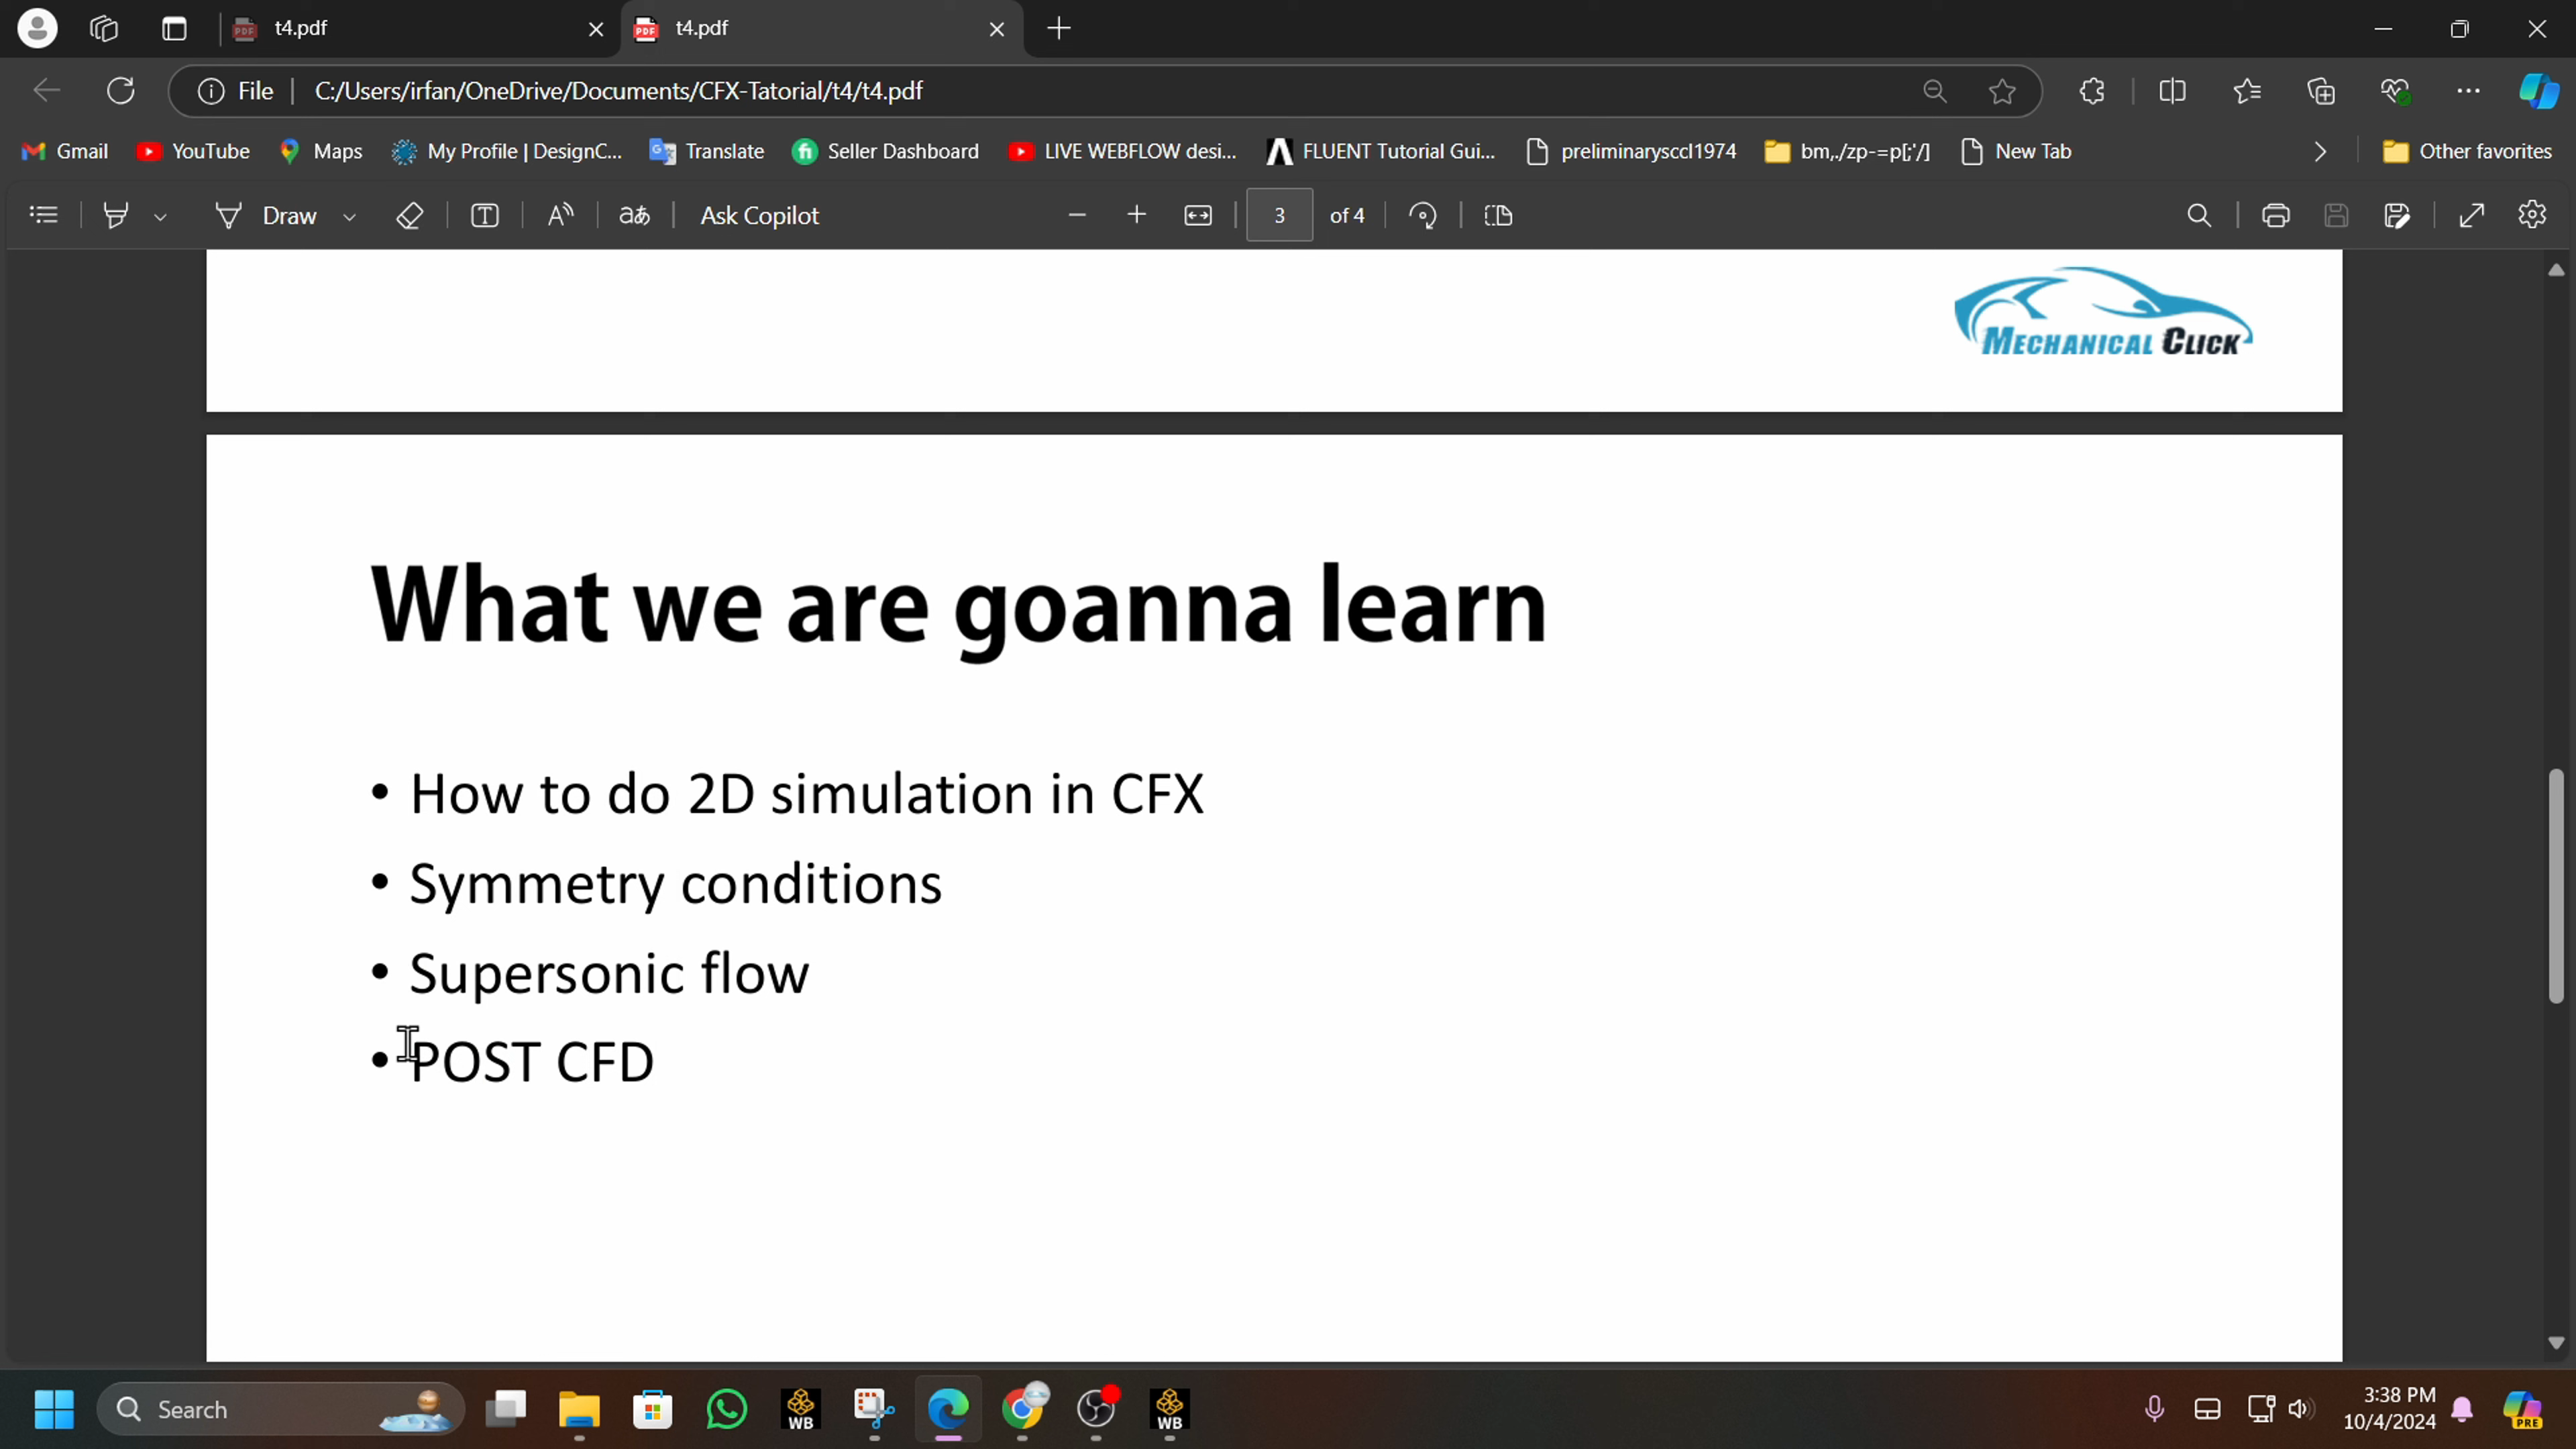 t4.pdf
t4.pdf
File
C:/Users/irfan/OneDrive/Documents/CFX-Tatorial/t4/t4.pdf
Gmail
YouTube
Maps
My Profile | DesignC...
Translate
Seller Dashboard
LIVE WEBFLOW desi...
FLUENT Tutorial Gui...
preliminarysccl1974
bm,./zp-=p[;'/]
New Tab
Other favorites
Draw
Ask Copilot
3 of 4
MECHANICAL CLICK
What we are goanna learn
• How to do 2D simulation in CFX
• Symmetry conditions
• Supersonic flow
• POST CFD
Search
WB
WB
3:38 PM
10/4/2024
PRE